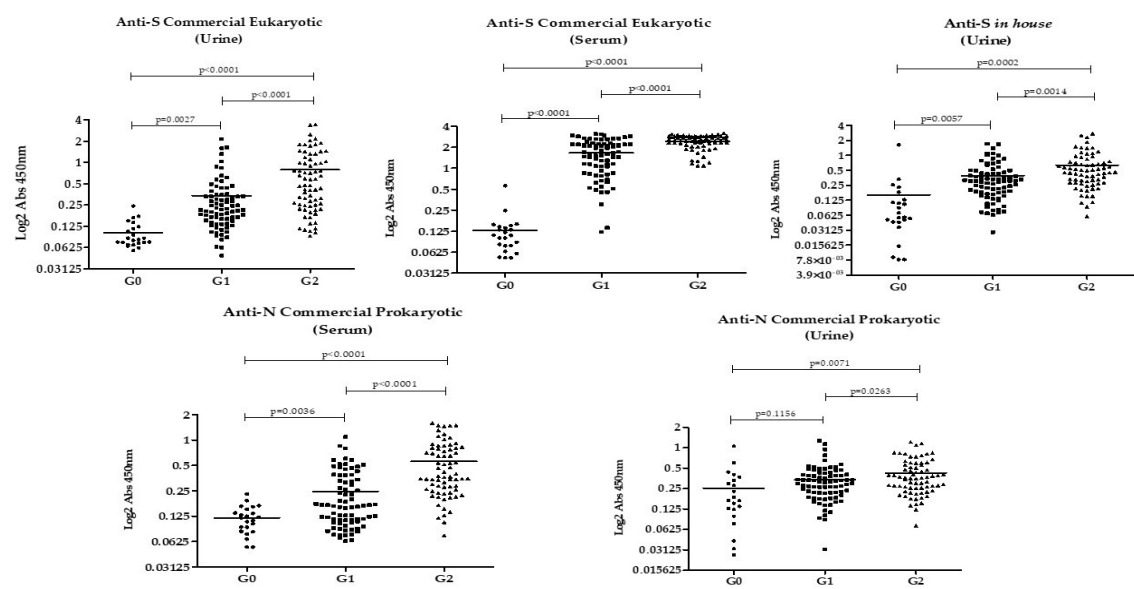 Anti-S Commercial Eukaryotic
(Urine)
p<0.0001
p<0.0001
p=0.0027
Log2 Abs 450nm
4
2
1
0.5
0.25
0.125
0.0625
0.03125
G0 G1 G2
Anti-S Commercial Eukaryotic
(Serum)
p<0.0001
p<0.0001
p<0.0001
Log2 Abs 450nm
4
2
1
0.5
0.25
0.125
0.0625
0.03125
G0 G1 G2
Anti-S in house
(Urine)
p=0.0002
p=0.0014
p=0.0057
Log2 Abs 450nm
4
2
1
0.5
0.25
0.125
0.0625
0.03125
0.015625
7.8×10⁻⁰³
3.9×10⁻⁰³
G0 G1 G2
Anti-N Commercial Prokaryotic
(Serum)
p<0.0001
p<0.0001
p=0.0036
Log2 Abs 450nm
2
1
0.5
0.25
0.125
0.0625
0.03125
G0 G1 G2
Anti-N Commercial Prokaryotic
(Urine)
p=0.0071
p=0.0263
p=0.1156
Log2 Abs 450nm
2
1
0.5
0.25
0.125
0.0625
0.03125
0.015625
G0 G1 G2